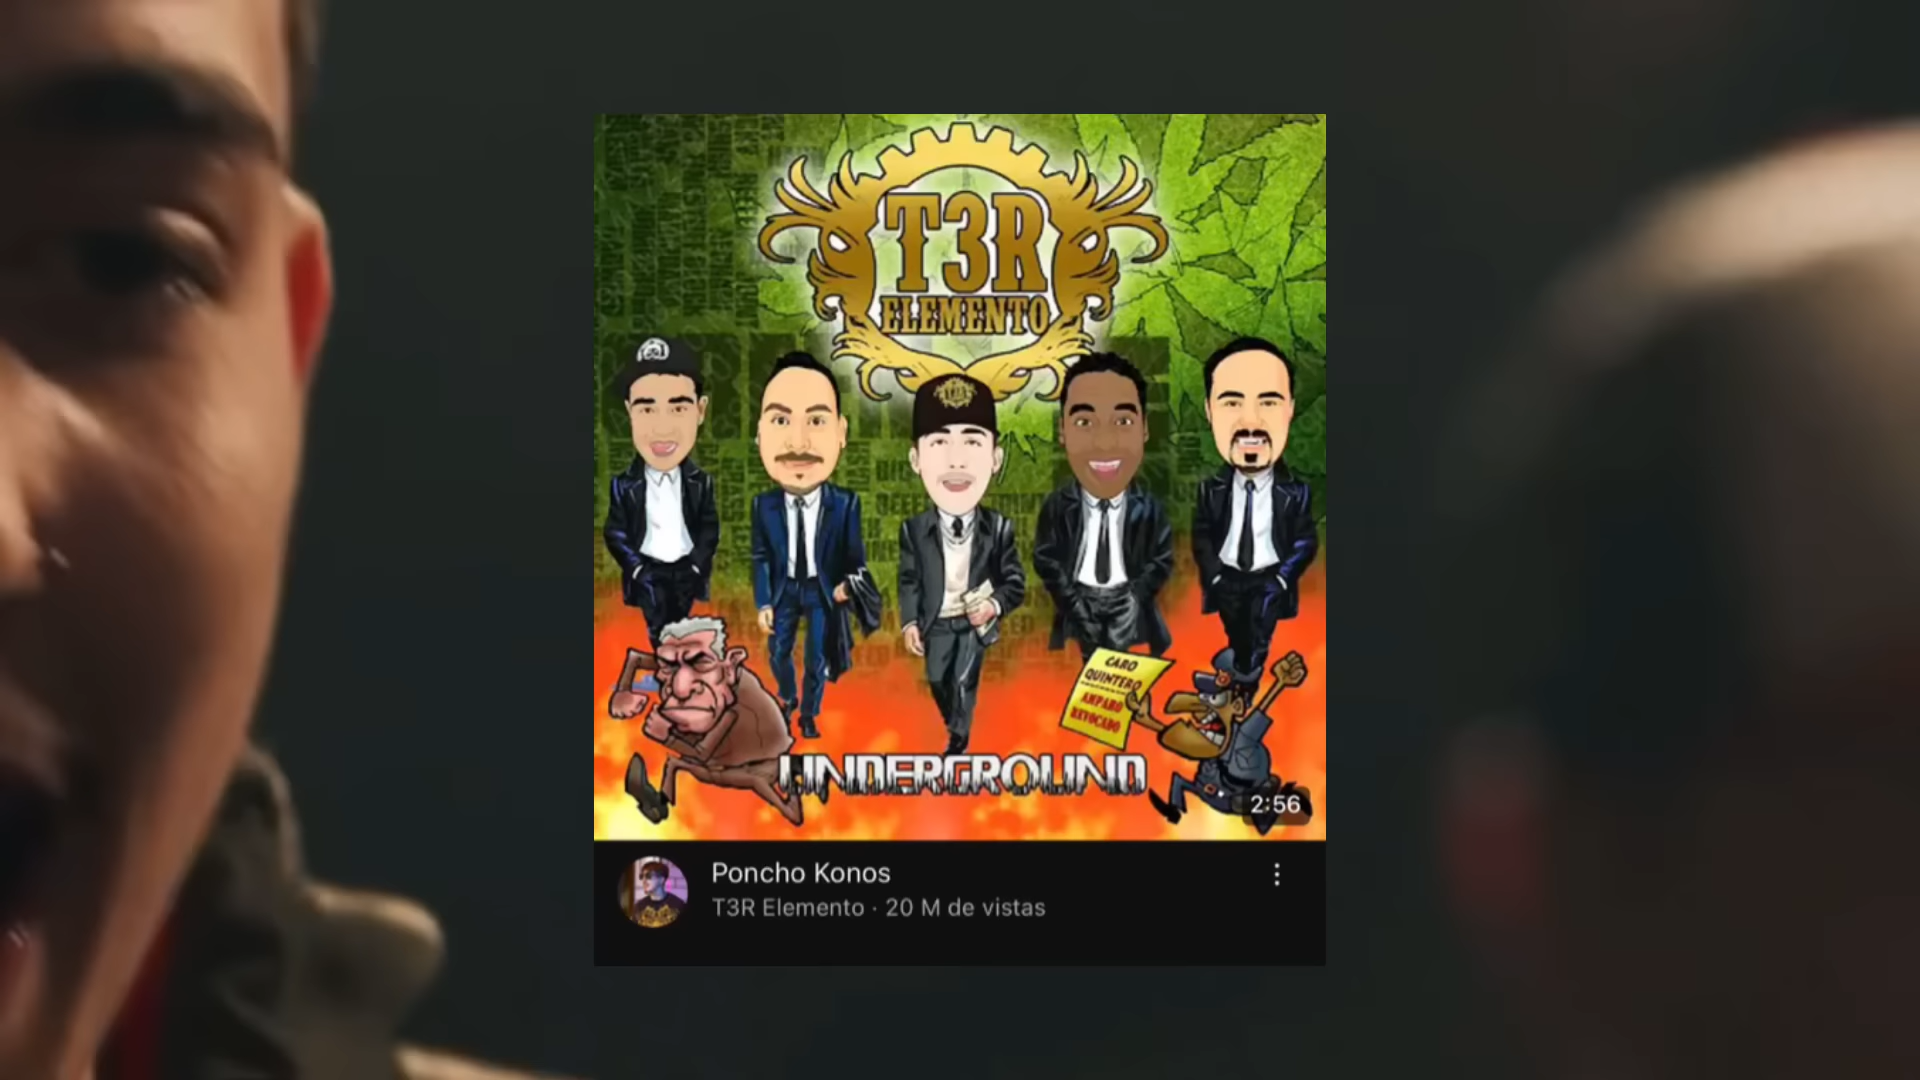 T3R
ELEMENTO
CARO
QUINTERO
AMPARO
REVOCADO
UNDERGROUND
2:56
Poncho Konos
T3R Elemento · 20 M de vistas